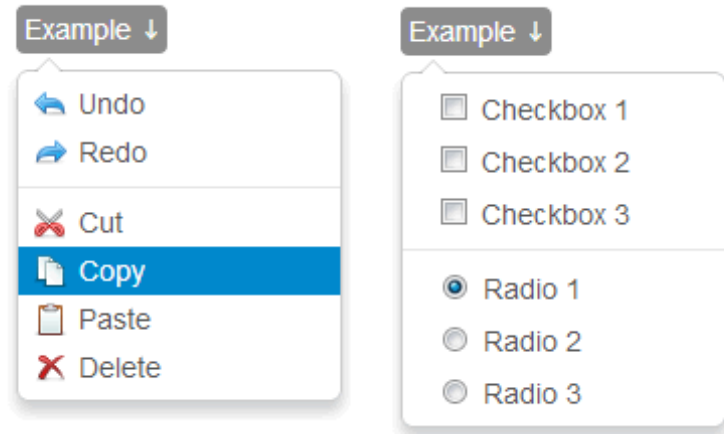 Example ↓
Undo
Redo
Cut
Copy
Paste
Delete
Example ↓
Checkbox 1
Checkbox 2
Checkbox 3
Radio 1
Radio 2
Radio 3